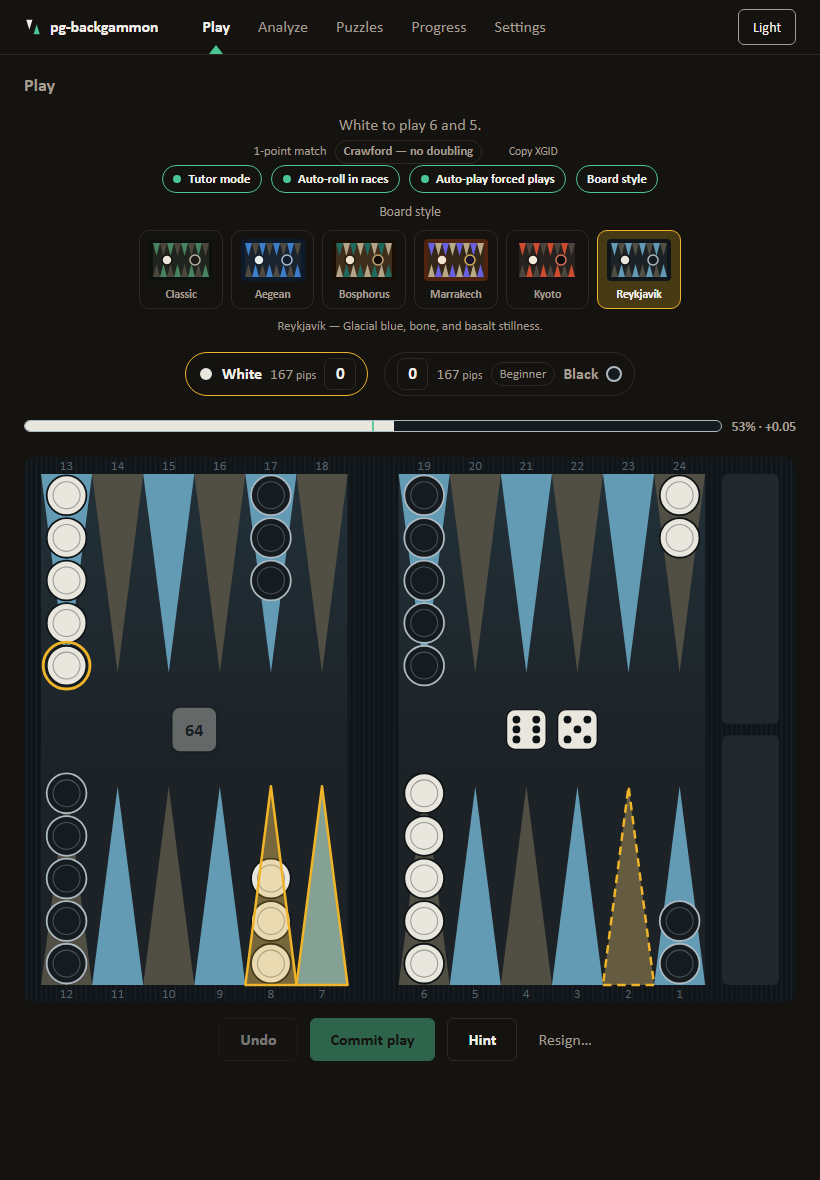 pg-backgammon Play Analyze Puzzles Progress Settings Light
Play
White to play 6 and 5.
1-point match Crawford — no doubling Copy XGID
Tutor mode Auto-roll in races Auto-play forced plays Board style
Board style
Classic Aegean Bosphorus Marrakech Kyoto Reykjavík
Reykjavík — Glacial blue, bone, and basalt stillness.
White 167 pips 0 0 167 pips Beginner Black
53% · +0.05
13 14 15 16 17 18 19 20 21 22 23 24
64
12 11 10 9 8 7 6 5 4 3 2 1
Undo Commit play Hint Resign...